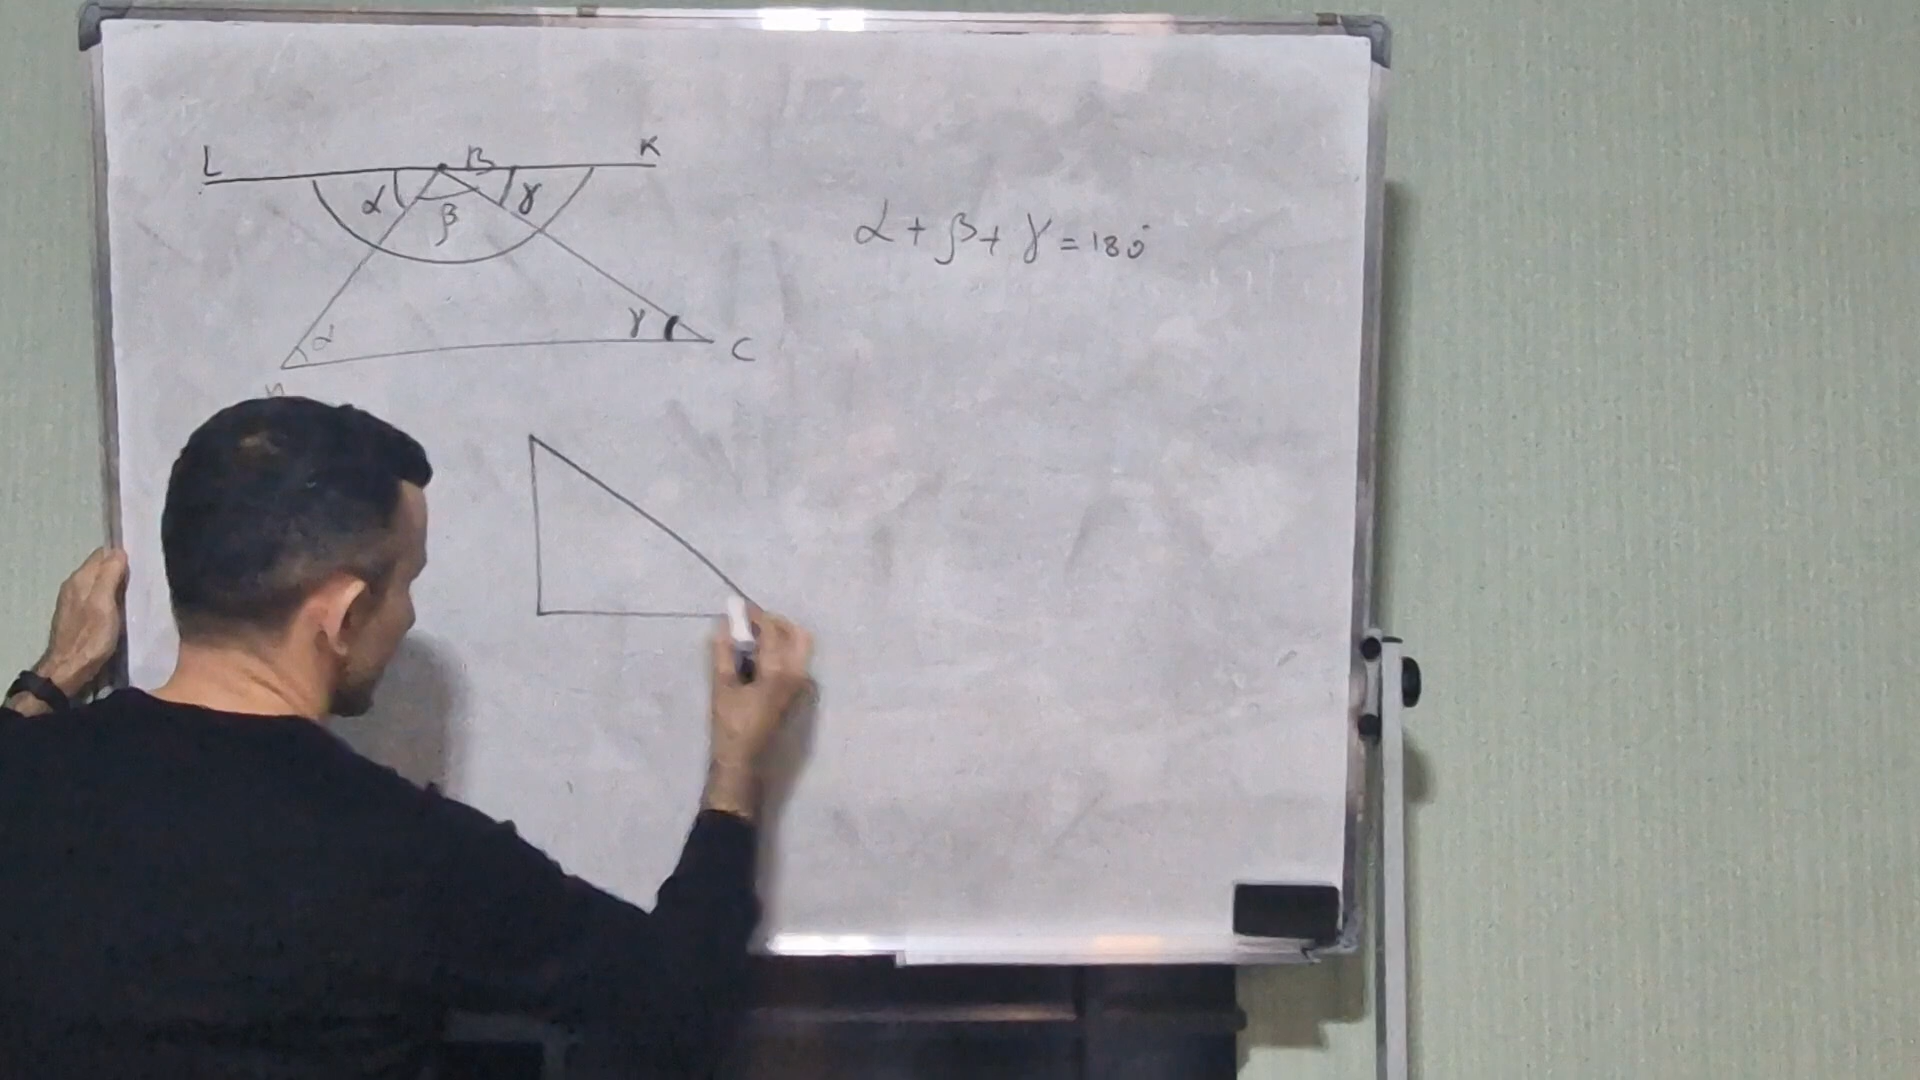 L B K
α β γ
α + β + γ = 180°
α γ C